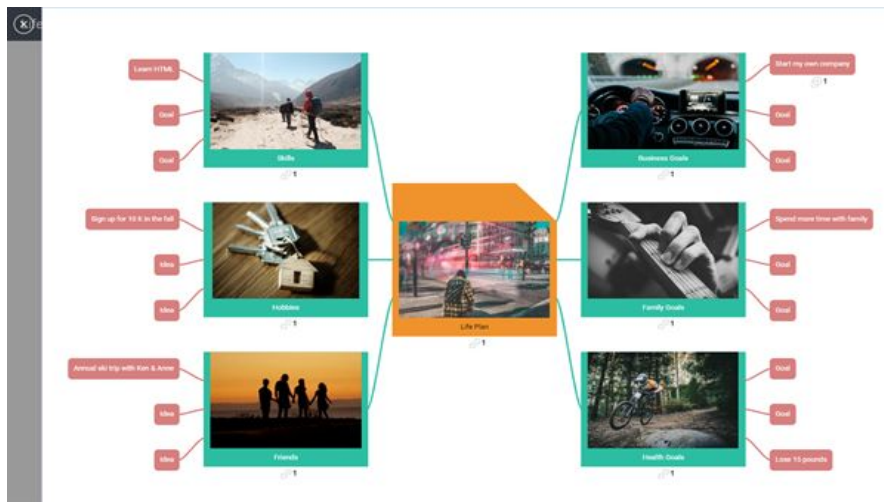 Life
Learn HTML
Goal
Goal
Skills
1
Start my own company
1
Goal
Goal
Business Goals
1
Sign up for 10 K in the fall
Idea
Idea
Hobbies
1
Life Plan
1
Spend more time with family
Goal
Goal
Family Goals
1
Annual ski trip with Ken & Anne
Idea
Idea
Friends
1
Goal
Goal
Lose 15 pounds
Health Goals
1